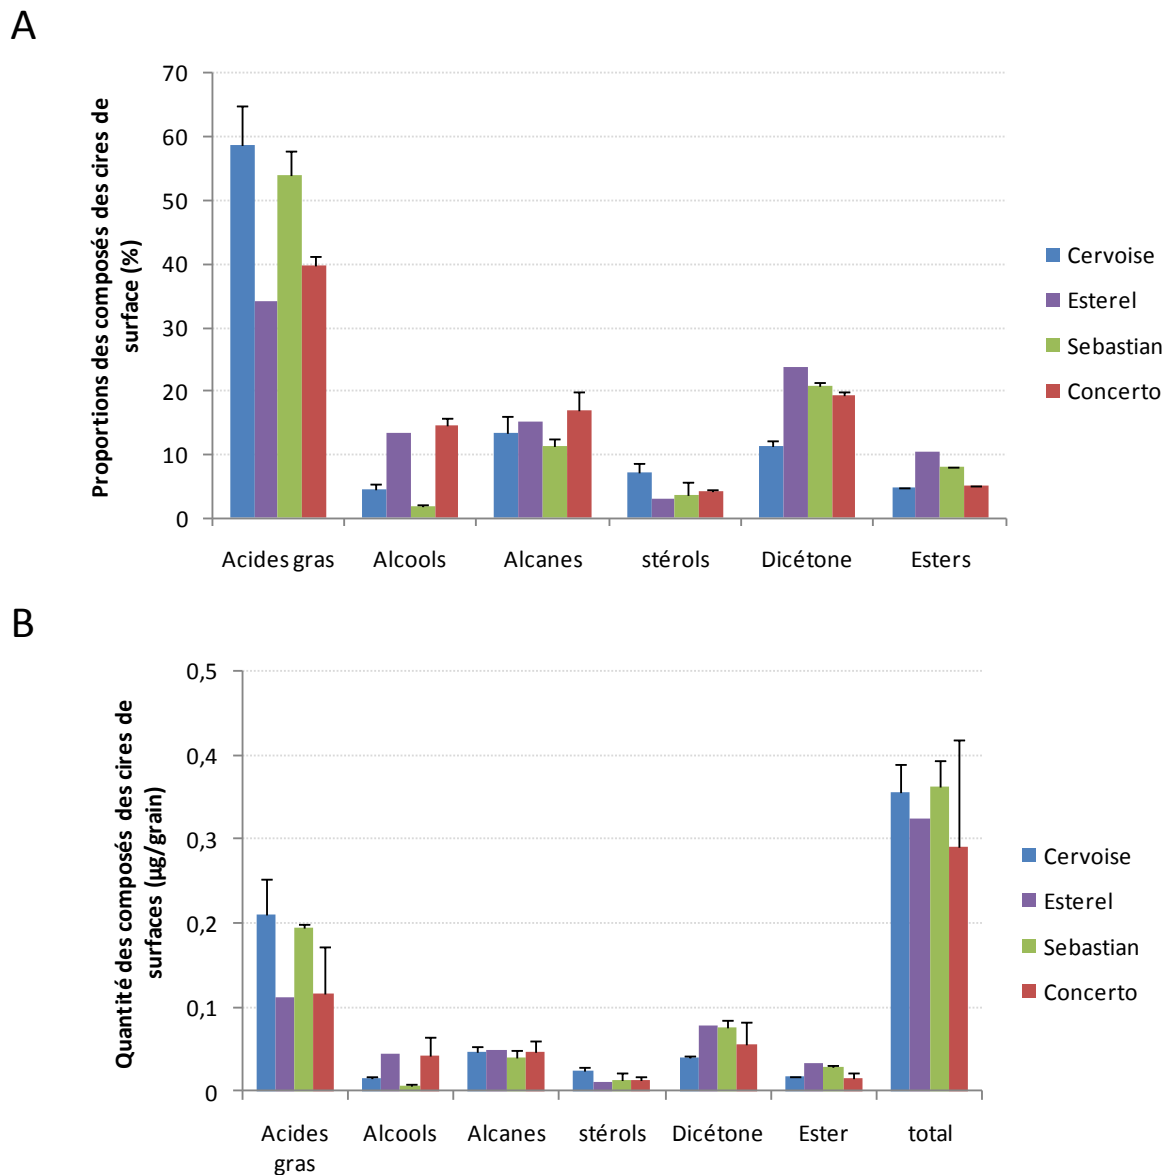 A
Proportions des composés des cires de
surface (%)
70
60
50
40
30
20
10
0
Acides gras
Alcools
Alcanes
stérols
Dicétone
Esters
Cervoise
Esterel
Sebastian
Concerto
B
Quantité des composés des cires de
surfaces (µg/grain)
0,5
0,4
0,3
0,2
0,1
0
Acides
gras
Alcools
Alcanes
stérols
Dicétone
Ester
total
Cervoise
Esterel
Sebastian
Concerto